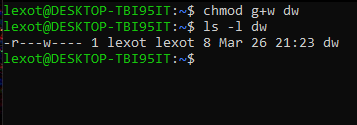 lexot@DESKTOP-TBI95IT:~$ chmod g+w dw
lexot@DESKTOP-TBI95IT:~$ ls -l dw
-r---w---- 1 lexot lexot 8 Mar 26 21:23 dw
lexot@DESKTOP-TBI95IT:~$